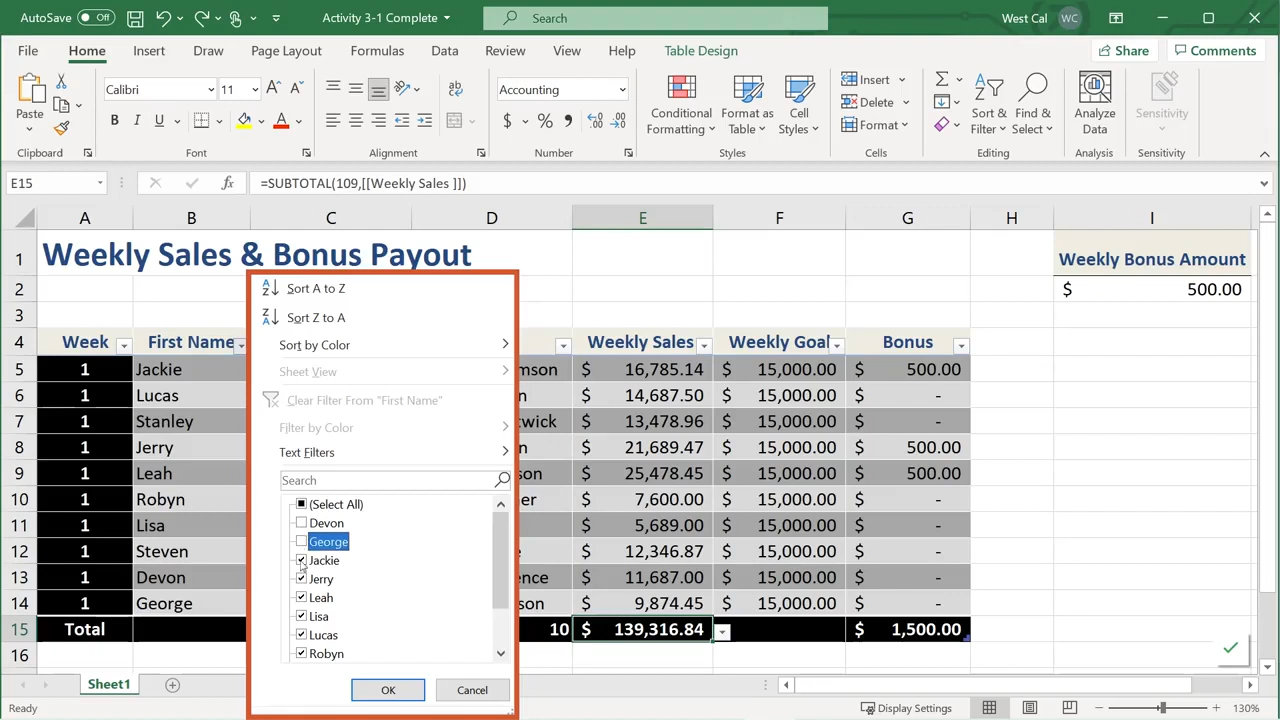 AutoSave Off Activity 3-1 Complete Search West Cal WC
File Home Insert Draw Page Layout Formulas Data Review View Help Table Design Share Comments
Paste
Clipboard
Calibri 11
B I U A
Font
ab
Alignment
Accounting
$ % 9
Number
Conditional Formatting
Format as Table
Cell Styles
Styles
Insert
Delete
Format
Cells
Sort & Filter
Find & Select
Editing
Analyze Data
Analysis
Sensitivity
Sensitivity
E15 fx =SUBTOTAL(109,[[Weekly Sales ]])
A B C D E F G H I
1 Weekly Sales & Bonus Payout Weekly Bonus Amount
2 $ 500.00
3
4 Week First Name Weekly Sales Weekly Goal Bonus
5 1 Jackie mson $ 16,785.14 $ 15,000.00 $ 500.00
6 1 Lucas n $ 14,687.50 $ 15,000.00 $ -
7 1 Stanley twick $ 13,478.96 $ 15,000.00 $ -
8 1 Jerry n $ 21,689.47 $ 15,000.00 $ 500.00
9 1 Leah son $ 25,478.45 $ 15,000.00 $ 500.00
10 1 Robyn er $ 7,600.00 $ 15,000.00 $ -
11 1 Lisa $ 5,689.00 $ 15,000.00 $ -
12 1 Steven e $ 12,346.87 $ 15,000.00 $ -
13 1 Devon ence $ 11,687.00 $ 15,000.00 $ -
14 1 George son $ 9,874.45 $ 15,000.00 $ -
15 Total 10 $ 139,316.84 $ 1,500.00
16
Sort A to Z
Sort Z to A
Sort by Color
Sheet View
Clear Filter From "First Name"
Filter by Color
Text Filters
Search
(Select All)
Devon
George
Jackie
Jerry
Leah
Lisa
Lucas
Robyn
OK Cancel
Sheet1
Ready Display Settings 130%